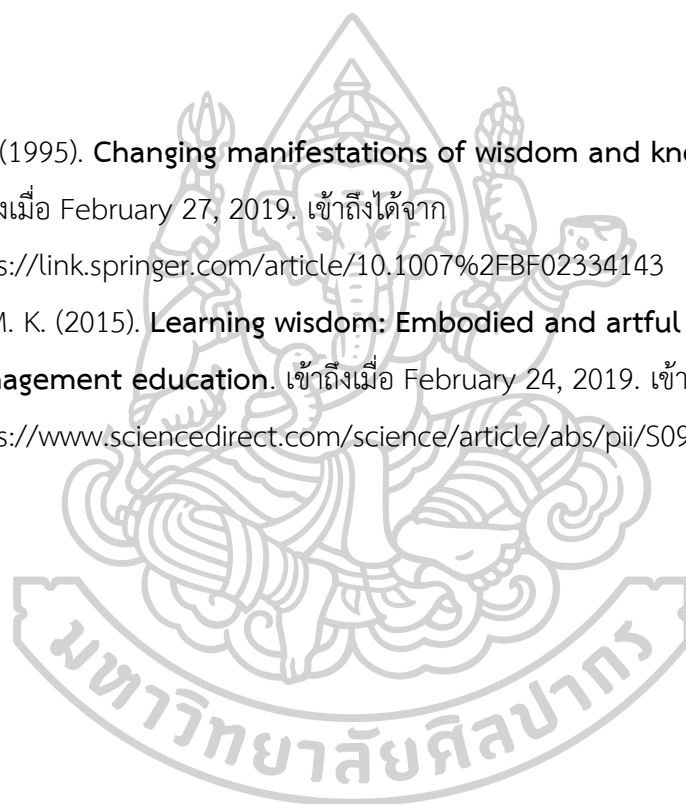 (1995). Changing manifestations of wisdom and kno
งเมื่อ February 27, 2019. เข้าถึงได้จาก
s://link.springer.com/article/10.1007%2FBF02334143
M. K. (2015). Learning wisdom: Embodied and artful
nagement education. เข้าถึงเมื่อ February 24, 2019. เข้า
s://www.sciencedirect.com/science/article/abs/pii/S09
มหาวิทยาลัยศิลปากร